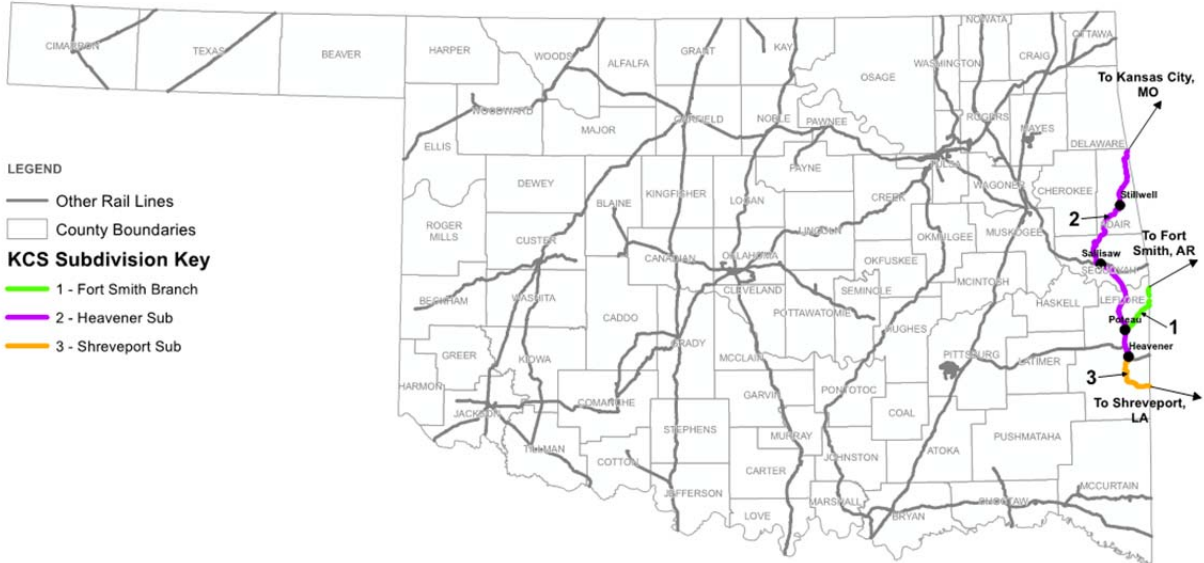 CIMARRON
TEXAS
BEAVER
HARPER
WOODS
ALFALFA
GRANT
KAY
OSAGE
WASHINGTON
NOWATA
CRAIG
OTTAWA
To Kansas City,
MO
ELLIS
WOODWARD
MAJOR
GARFIELD
NOBLE
PAWNEE
TULSA
ROGERS
MAYES
DELAWARE
LEGEND
Other Rail Lines
County Boundaries
KCS Subdivision Key
1 - Fort Smith Branch
2 - Heavener Sub
3 - Shreveport Sub
ROGER
MILLS
DEWEY
BLAINE
KINGFISHER
LOGAN
PAYNE
CREEK
WAGONER
CHEROKEE
Stillwell
2
ADAIR
CUSTER
CANADIAN
OKLAHOMA
LINCOLN
OKMULGEE
MUSKOGEE
To Fort
Smith, AR
Sallisaw
SEQUOYAH
BECKHAM
WASHITA
CADDO
CLEVELAND
POTTAWATOMIE
SEMINOLE
OKFUSKEE
MCINTOSH
HASKELL
LEFLORE
Poteau
1
GREER
KIOWA
GRADY
MCCLAIN
HUGHES
PITTSBURG
LATIMER
Heavener
3
To Shreveport,
LA
HARMON
JACKSON
COMANCHE
GARVIN
PONTOTOC
COAL
PUSHMATAHA
TILLMAN
COTTON
STEPHENS
MURRAY
JOHNSTON
ATOKA
MCCURTAIN
JEFFERSON
CARTER
LOVE
MARSHALL
BRYAN
CHOCTAW